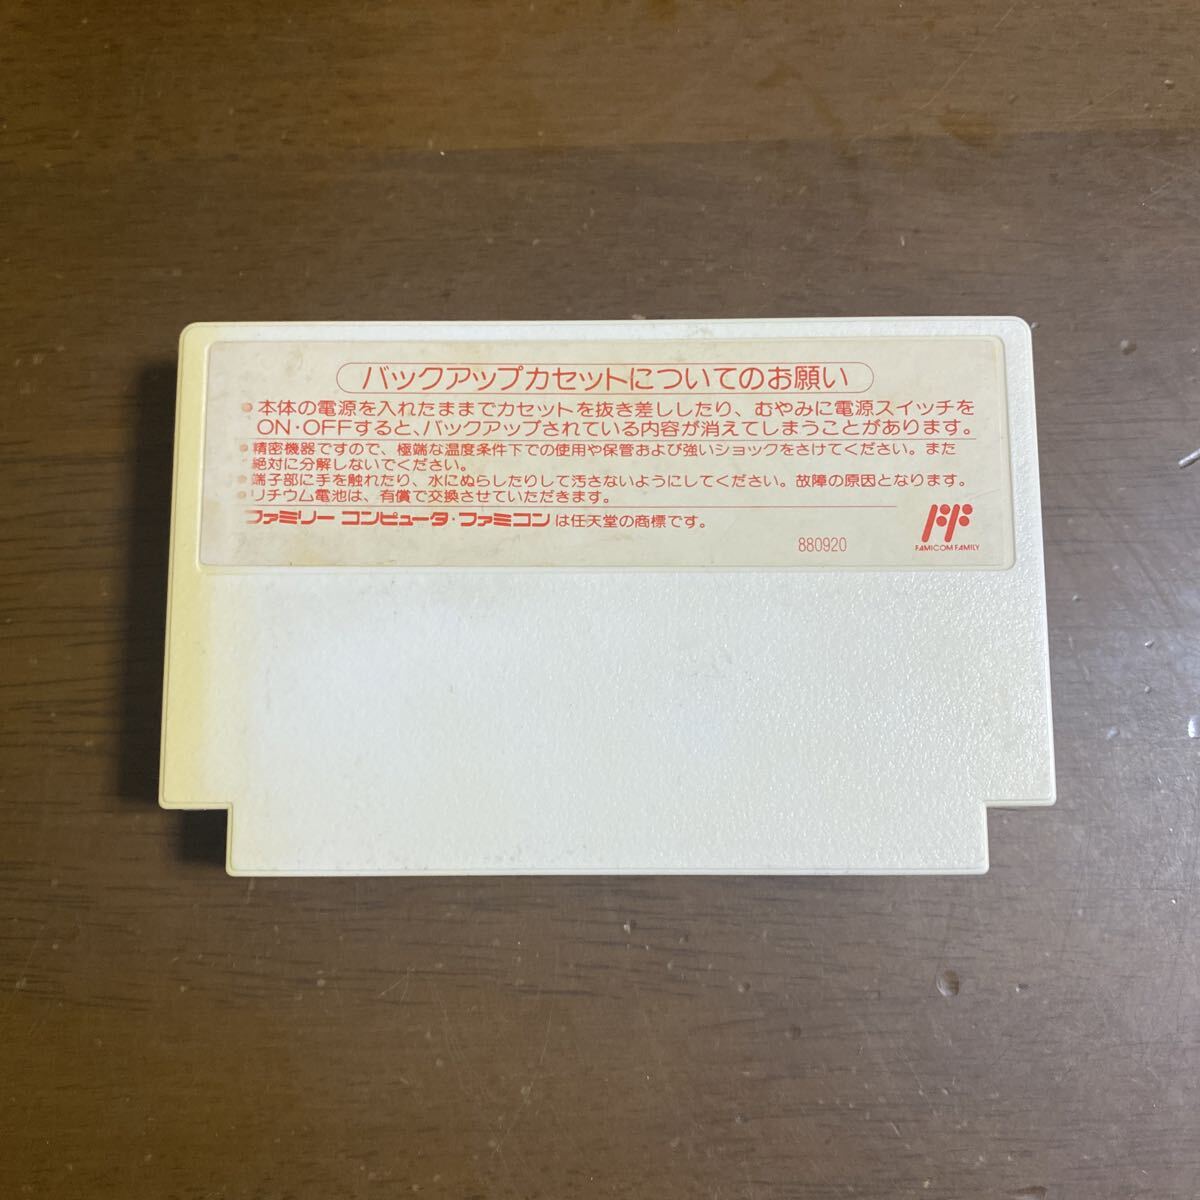 バックアップカセットについてのお願い
●本体の電源を入れたままでカセットを抜き差ししたり、むやみに電源スイッチを
ON・OFFすると、バックアップされている内容が消えてしまうことがあります。
●精密機器ですので、極端な温度条件下での使用や保管および強いショックをさけてください。また
絶対に分解しないでください。
●端子部に手を触れたり、水にぬらしたりして汚さないようにしてください。故障の原因となります。
●リチウム電池は、有償で交換させていただきます。
ファミリー コンピュータ・ファミコン は任天堂の商標です。
880920
FAMICOM FAMILY